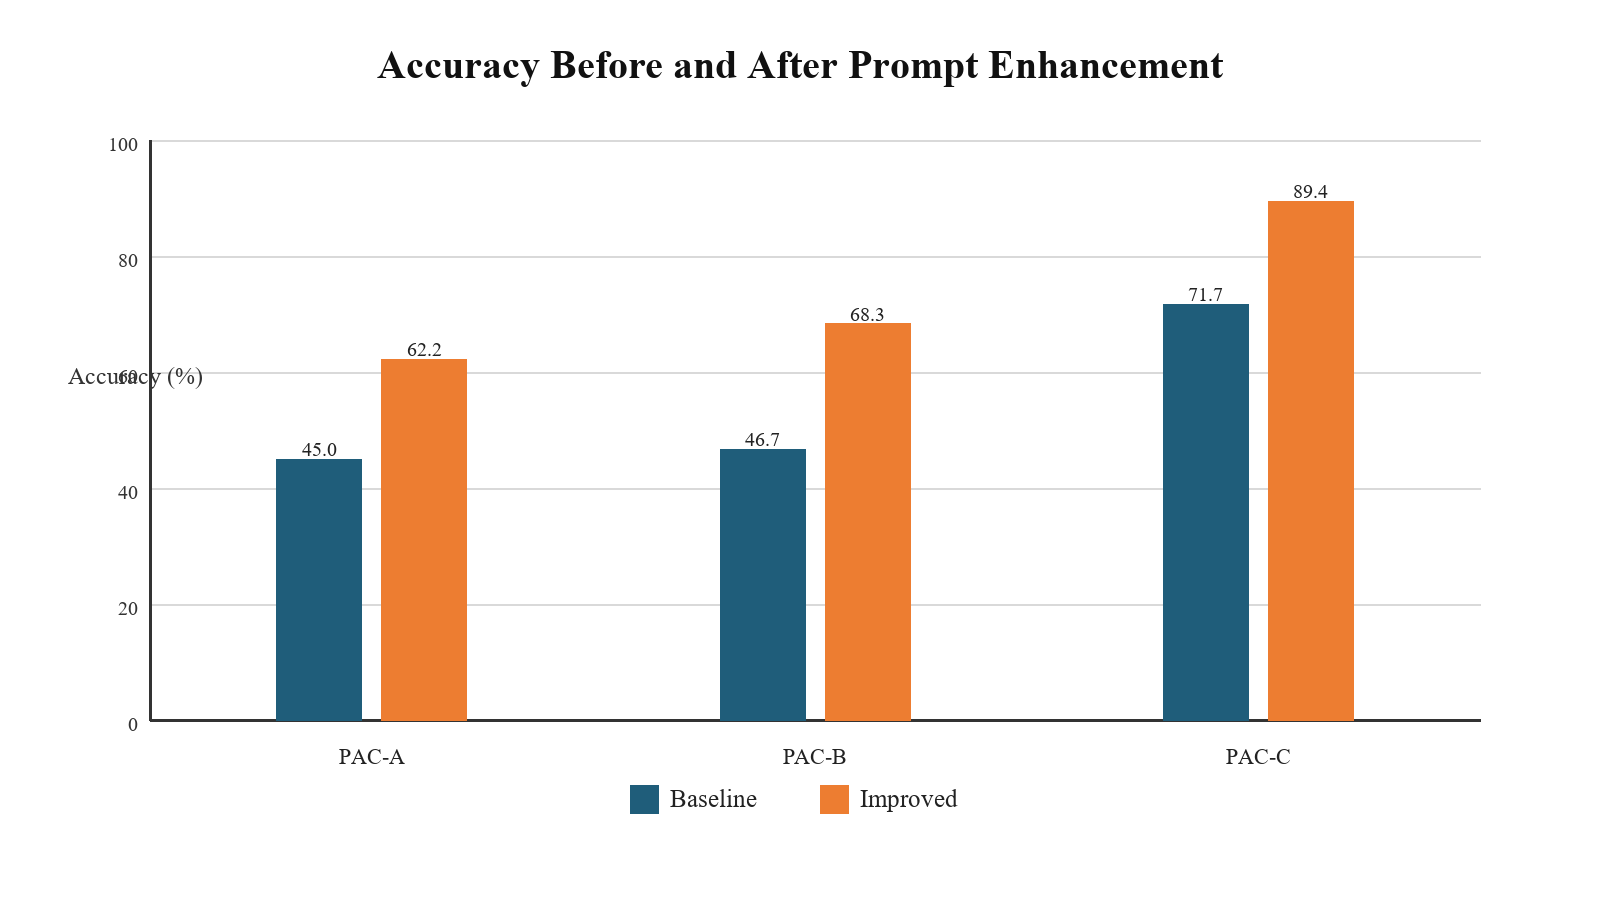 Accuracy Before and After Prompt Enhancement
100
80
60
40
20
0
Accuracy (%)
45.0
62.2
46.7
68.3
71.7
89.4
PAC-A
PAC-B
PAC-C
Baseline
Improved